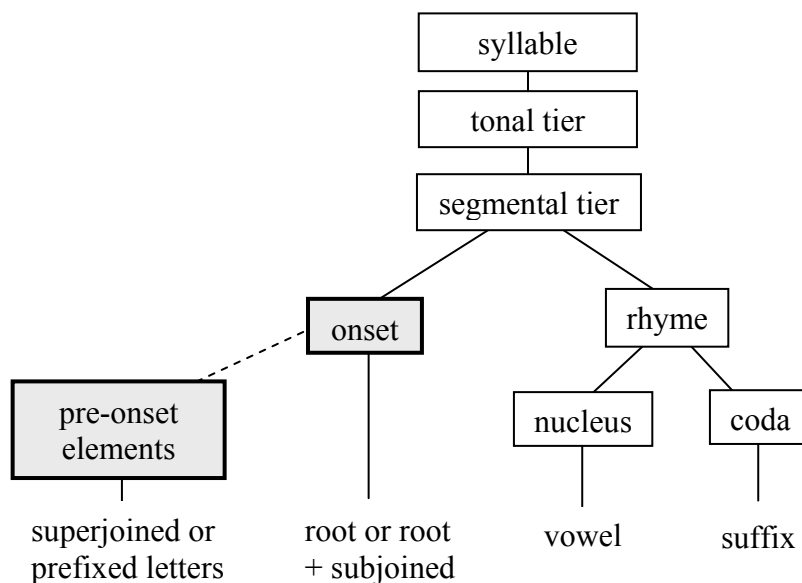 syllable
tonal tier
segmental tier
onset
rhyme
pre-onset
elements
nucleus
coda
superjoined or
prefixed letters
root or root
+ subjoined
vowel
suffix